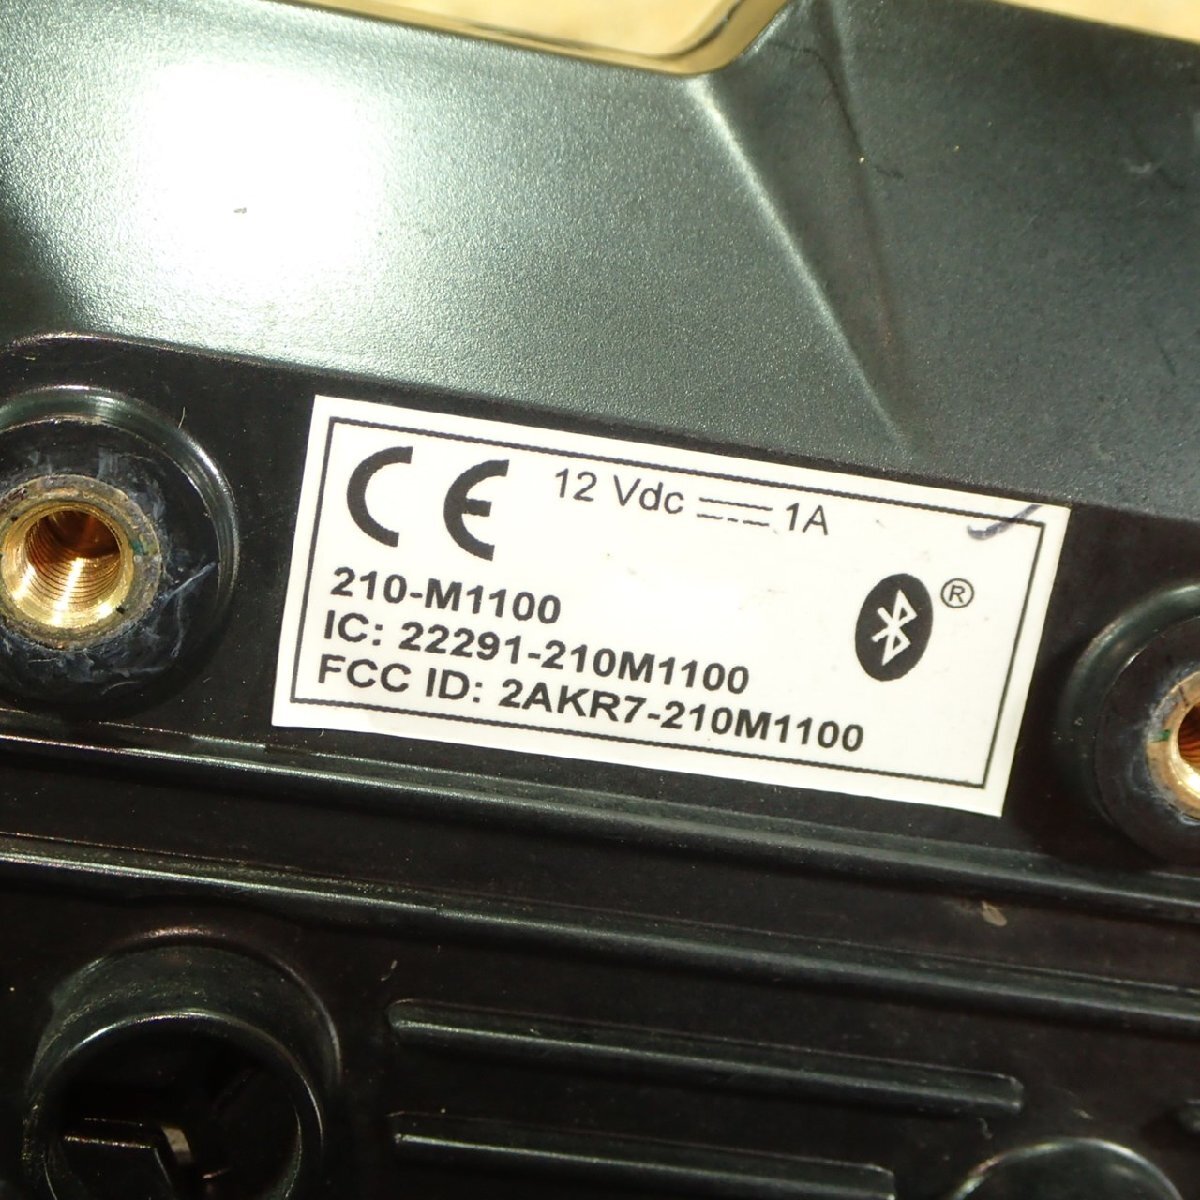 CE 12 Vdc 1A
210-M1100
IC: 22291-210M1100
FCC ID: 2AKR7-210M1100
®